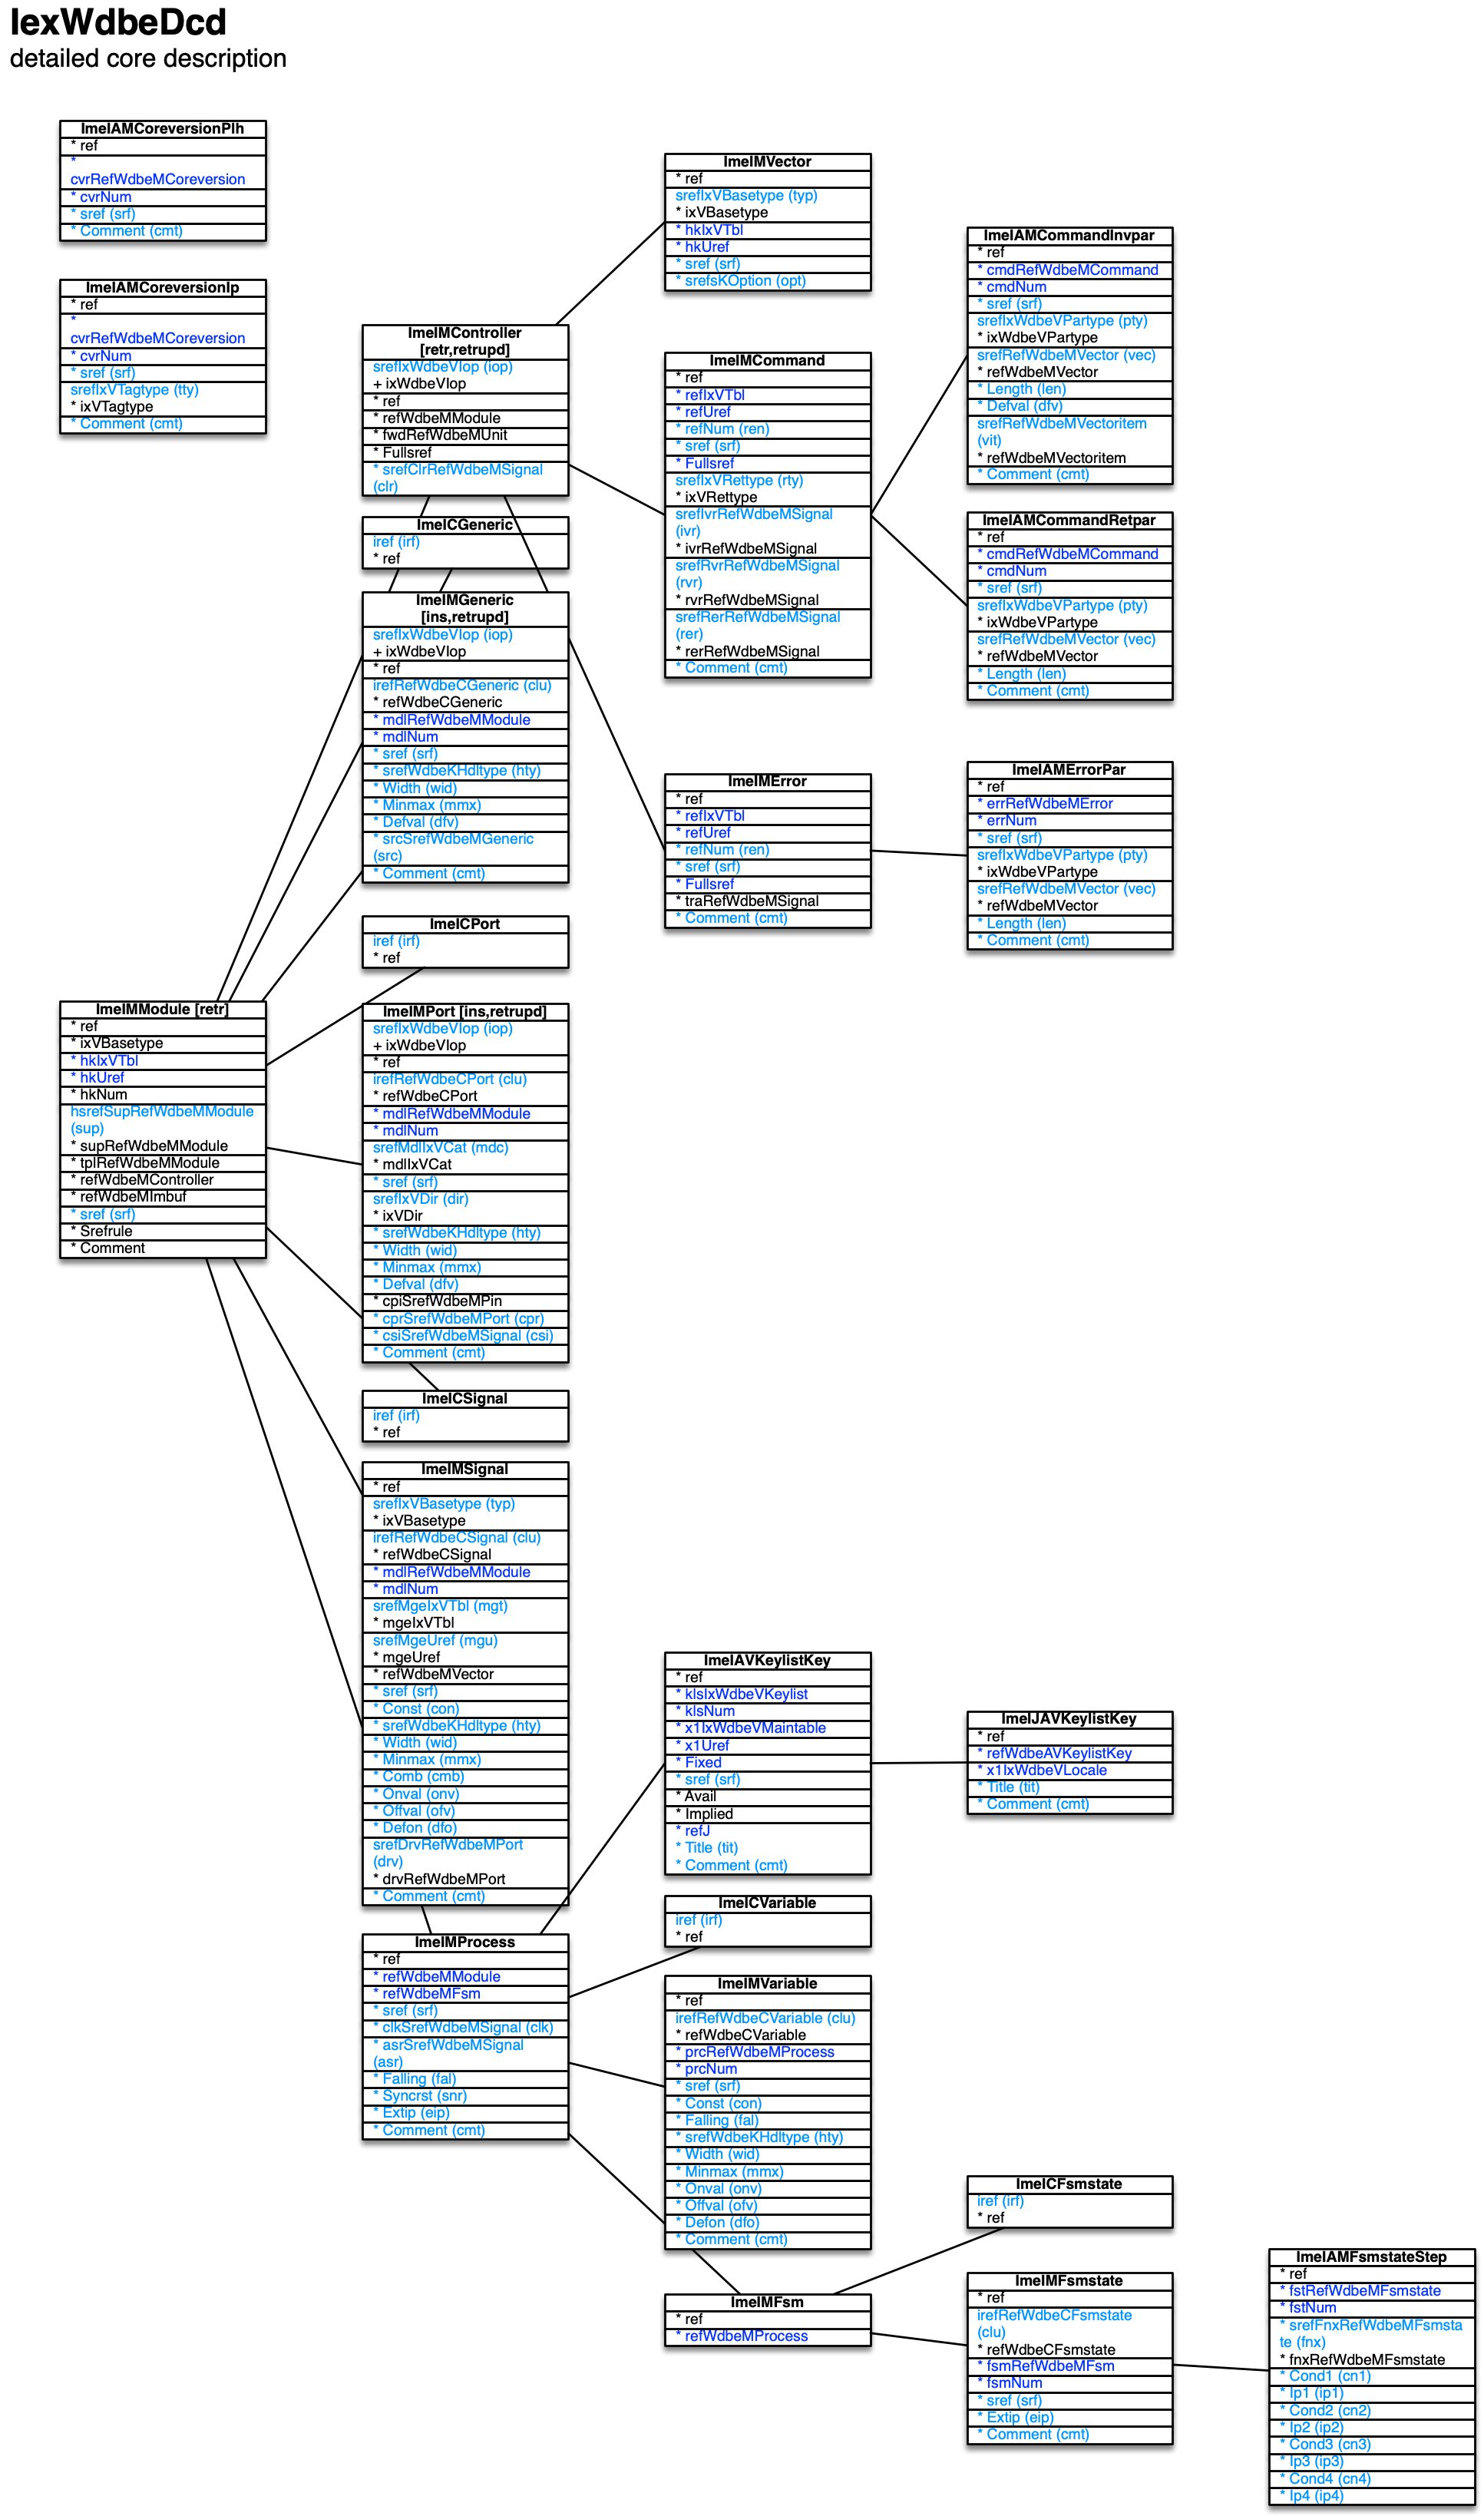 IexWdbeDcd
detailed core description
ImeIAMCoreversionPlh
* ref
*
cvrRefWdbeMCoreversion
* cvrNum
* sref (srf)
* Comment (cmt)
ImeIAMCoreversionIp
* ref
*
cvrRefWdbeMCoreversion
* cvrNum
* sref (srf)
srefIxVTagtype (tty)
* ixVTagtype
* Comment (cmt)
ImeIMModule [retr]
* ref
* ixVBasetype
* hkIxVTbl
* hkUref
* hkNum
hsrefSupRefWdbeMModule
(sup)
* supRefWdbeMModule
* tplRefWdbeMModule
* refWdbeMController
* refWdbeMImbuf
* sref (srf)
* Srefrule
* Comment
ImeIMController
[retr,retrupd]
srefIxWdbeVIop (iop)
+ ixWdbeVIop
* ref
* refWdbeMModule
* fwdRefWdbeMUnit
* Fullsref
* srefClrRefWdbeMSignal
(clr)
ImeICGeneric
iref (irf)
* ref
ImeIMGeneric
[ins,retrupd]
srefIxWdbeVIop (iop)
+ ixWdbeVIop
* ref
irefRefWdbeCGeneric (clu)
* refWdbeCGeneric
* mdlRefWdbeMModule
* mdlNum
* sref (srf)
* srefWdbeKHdltype (hty)
* Width (wid)
* Minmax (mmx)
* Defval (dfv)
* srcSrefWdbeMGeneric
(src)
* Comment (cmt)
ImeICPort
iref (irf)
* ref
ImeIMPort [ins,retrupd]
srefIxWdbeVIop (iop)
+ ixWdbeVIop
* ref
irefRefWdbeCPort (clu)
* refWdbeCPort
* mdlRefWdbeMModule
* mdlNum
srefMdlIxVCat (mdc)
* mdlIxVCat
* sref (srf)
srefIxVDir (dir)
* ixVDir
* srefWdbeKHdltype (hty)
* Width (wid)
* Minmax (mmx)
* Defval (dfv)
* cpiSrefWdbeMPin
* cprSrefWdbeMPort (cpr)
* csiSrefWdbeMSignal (csi)
* Comment (cmt)
ImeICSignal
iref (irf)
* ref
ImeIMSignal
* ref
srefIxVBasetype (typ)
* ixVBasetype
irefRefWdbeCSignal (clu)
* refWdbeCSignal
* mdlRefWdbeMModule
* mdlNum
srefMgeIxVTbl (mgt)
* mgeIxVTbl
srefMgeUref (mgu)
* mgeUref
* refWdbeMVector
* sref (srf)
* Const (con)
* srefWdbeKHdltype (hty)
* Width (wid)
* Minmax (mmx)
* Comb (cmb)
* Onval (onv)
* Offval (ofv)
* Defon (dfo)
srefDrvRefWdbeMPort
(drv)
* drvRefWdbeMPort
* Comment (cmt)
ImeIMProcess
* ref
* refWdbeMModule
* refWdbeMFsm
* sref (srf)
* clkSrefWdbeMSignal (clk)
* asrSrefWdbeMSignal
(asr)
* Falling (fal)
* Syncrst (snr)
* Extip (eip)
* Comment (cmt)
ImeIMVector
* ref
srefIxVBasetype (typ)
* ixVBasetype
* hkIxVTbl
* hkUref
* sref (srf)
* srefsKOption (opt)
ImeIMCommand
* ref
* refIxVTbl
* refUref
* refNum (ren)
* sref (srf)
* Fullsref
srefIxVRettype (rty)
* ixVRettype
srefIvrRefWdbeMSignal
(ivr)
* ivrRefWdbeMSignal
srefRvrRefWdbeMSignal
(rvr)
* rvrRefWdbeMSignal
srefRerRefWdbeMSignal
(rer)
* rerRefWdbeMSignal
* Comment (cmt)
ImeIMError
* ref
* refIxVTbl
* refUref
* refNum (ren)
* sref (srf)
* Fullsref
* traRefWdbeMSignal
* Comment (cmt)
ImeIAVKeylistKey
* ref
* klsIxWdbeVKeylist
* klsNum
* x1IxWdbeVMaintable
* x1Uref
* Fixed
* sref (srf)
* Avail
* Implied
* refJ
* Title (tit)
* Comment (cmt)
ImeICVariable
iref (irf)
* ref
ImeIMVariable
* ref
irefRefWdbeCVariable (clu)
* refWdbeCVariable
* prcRefWdbeMProcess
* prcNum
* sref (srf)
* Const (con)
* Falling (fal)
* srefWdbeKHdltype (hty)
* Width (wid)
* Minmax (mmx)
* Onval (onv)
* Offval (ofv)
* Defon (dfo)
* Comment (cmt)
ImeIMFsm
* ref
* refWdbeMProcess
ImeIAMCommandInvpar
* ref
* cmdRefWdbeMCommand
* cmdNum
* sref (srf)
srefIxWdbeVPartype (pty)
* ixWdbeVPartype
srefRefWdbeMVector (vec)
* refWdbeMVector
* Length (len)
* Defval (dfv)
srefRefWdbeMVectoritem
(vit)
* refWdbeMVectoritem
* Comment (cmt)
ImeIAMCommandRetpar
* ref
* cmdRefWdbeMCommand
* cmdNum
* sref (srf)
srefIxWdbeVPartype (pty)
* ixWdbeVPartype
srefRefWdbeMVector (vec)
* refWdbeMVector
* Length (len)
* Comment (cmt)
ImeIAMErrorPar
* ref
* errRefWdbeMError
* errNum
* sref (srf)
srefIxWdbeVPartype (pty)
* ixWdbeVPartype
srefRefWdbeMVector (vec)
* refWdbeMVector
* Length (len)
* Comment (cmt)
ImeIJAVKeylistKey
* ref
* refWdbeAVKeylistKey
* x1IxWdbeVLocale
* Title (tit)
* Comment (cmt)
ImeICFsmstate
iref (irf)
* ref
ImeIMFsmstate
* ref
irefRefWdbeCFsmstate
(clu)
* refWdbeCFsmstate
* fsmRefWdbeMFsm
* fsmNum
* sref (srf)
* Extip (eip)
* Comment (cmt)
ImeIAMFsmstateStep
* ref
* fstRefWdbeMFsmstate
* fstNum
* srefFnxRefWdbeMFsmsta
te (fnx)
* fnxRefWdbeMFsmstate
* Cond1 (cn1)
* Ip1 (ip1)
* Cond2 (cn2)
* Ip2 (ip2)
* Cond3 (cn3)
* Ip3 (ip3)
* Cond4 (cn4)
* Ip4 (ip4)